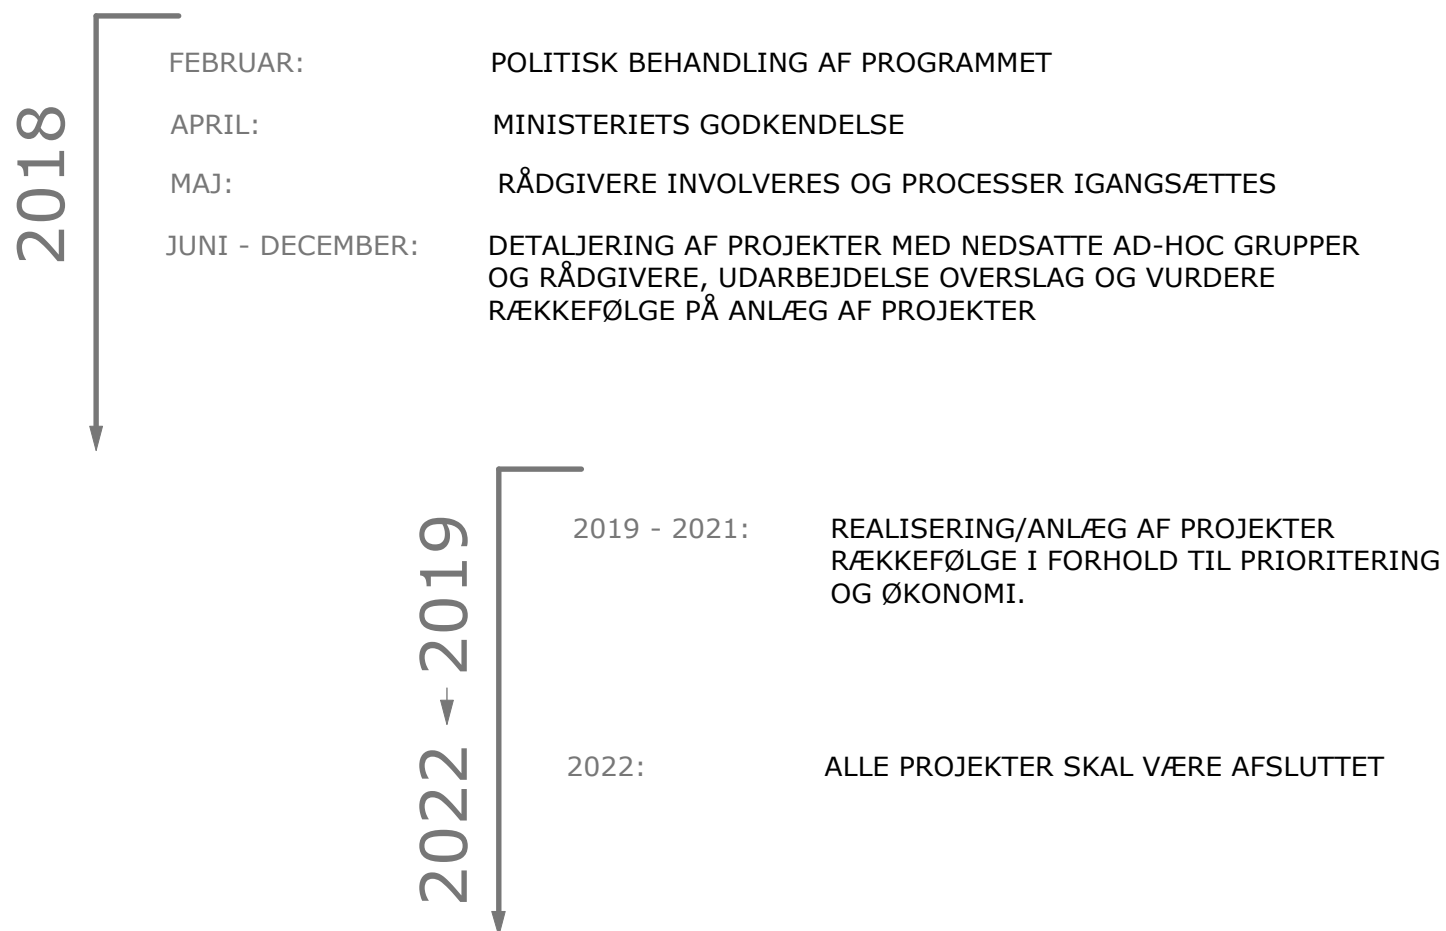 2018
FEBRUAR: POLITISK BEHANDLING AF PROGRAMMET
APRIL: MINISTERIETS GODKENDELSE
MAJ: RÅDGIVERE INVOLVERES OG PROCESSER IGANGSÆTTES
JUNI - DECEMBER: DETALJERING AF PROJEKTER MED NEDSATTE AD-HOC GRUPPER
OG RÅDGIVERE, UDARBEJDELSE OVERSLAG OG VURDERE
RÆKKEFØLGE PÅ ANLÆG AF PROJEKTER
2022 2019
2019 - 2021: REALISERING/ANLÆG AF PROJEKTER
RÆKKEFØLGE I FORHOLD TIL PRIORITERING
OG ØKONOMI.
2022: ALLE PROJEKTER SKAL VÆRE AFSLUTTET